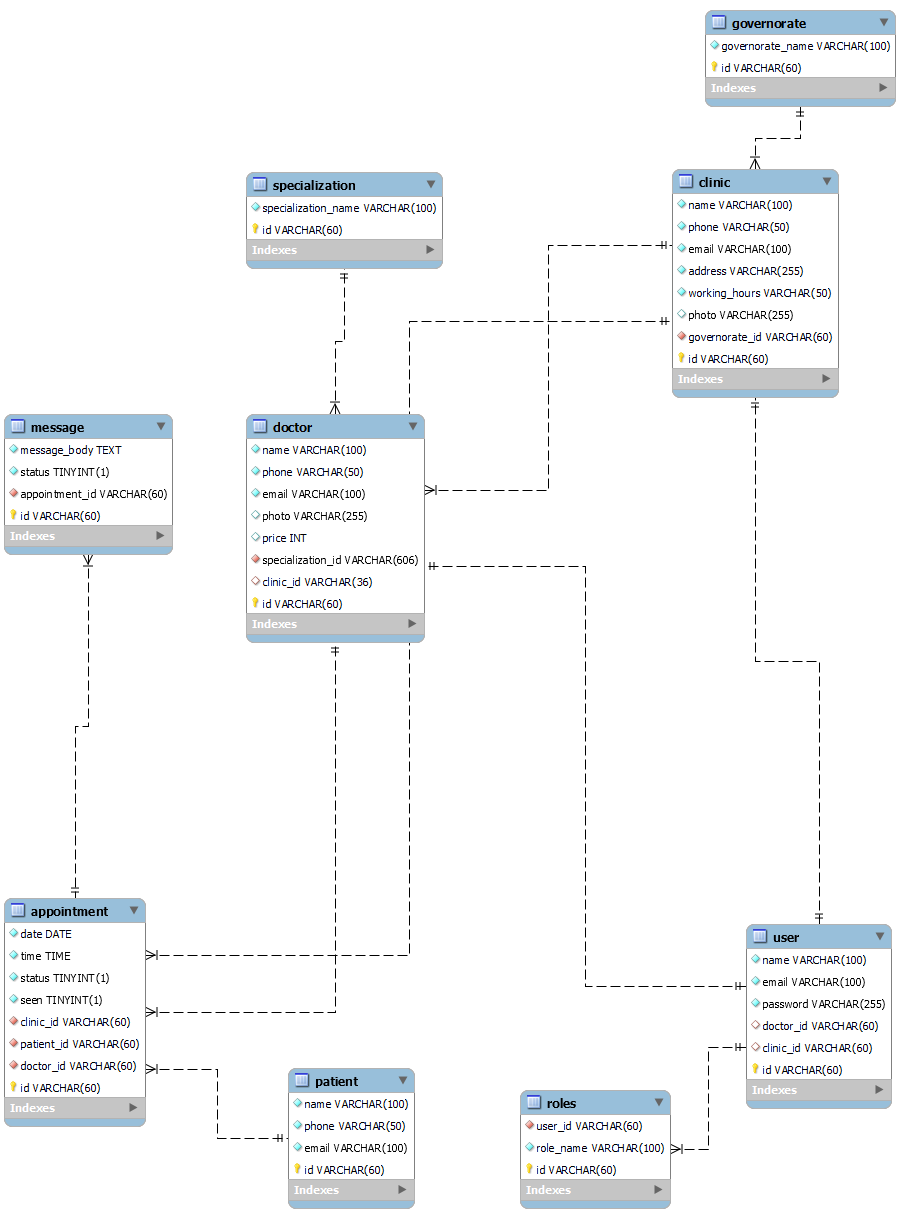 governorate
governorate_name VARCHAR(100)
id VARCHAR(60)
Indexes
specialization
specialization_name VARCHAR(100)
id VARCHAR(60)
Indexes
clinic
name VARCHAR(100)
phone VARCHAR(50)
email VARCHAR(100)
address VARCHAR(255)
working_hours VARCHAR(50)
photo VARCHAR(255)
governorate_id VARCHAR(60)
id VARCHAR(60)
Indexes
message
message_body TEXT
status TINYINT(1)
appointment_id VARCHAR(60)
id VARCHAR(60)
Indexes
doctor
name VARCHAR(100)
phone VARCHAR(50)
email VARCHAR(100)
photo VARCHAR(255)
price INT
specialization_id VARCHAR(606)
clinic_id VARCHAR(36)
id VARCHAR(60)
Indexes
appointment
date DATE
time TIME
status TINYINT(1)
seen TINYINT(1)
clinic_id VARCHAR(60)
patient_id VARCHAR(60)
doctor_id VARCHAR(60)
id VARCHAR(60)
Indexes
patient
name VARCHAR(100)
phone VARCHAR(50)
email VARCHAR(100)
id VARCHAR(60)
Indexes
roles
user_id VARCHAR(60)
role_name VARCHAR(100)
id VARCHAR(60)
Indexes
user
name VARCHAR(100)
email VARCHAR(100)
password VARCHAR(255)
doctor_id VARCHAR(60)
clinic_id VARCHAR(60)
id VARCHAR(60)
Indexes